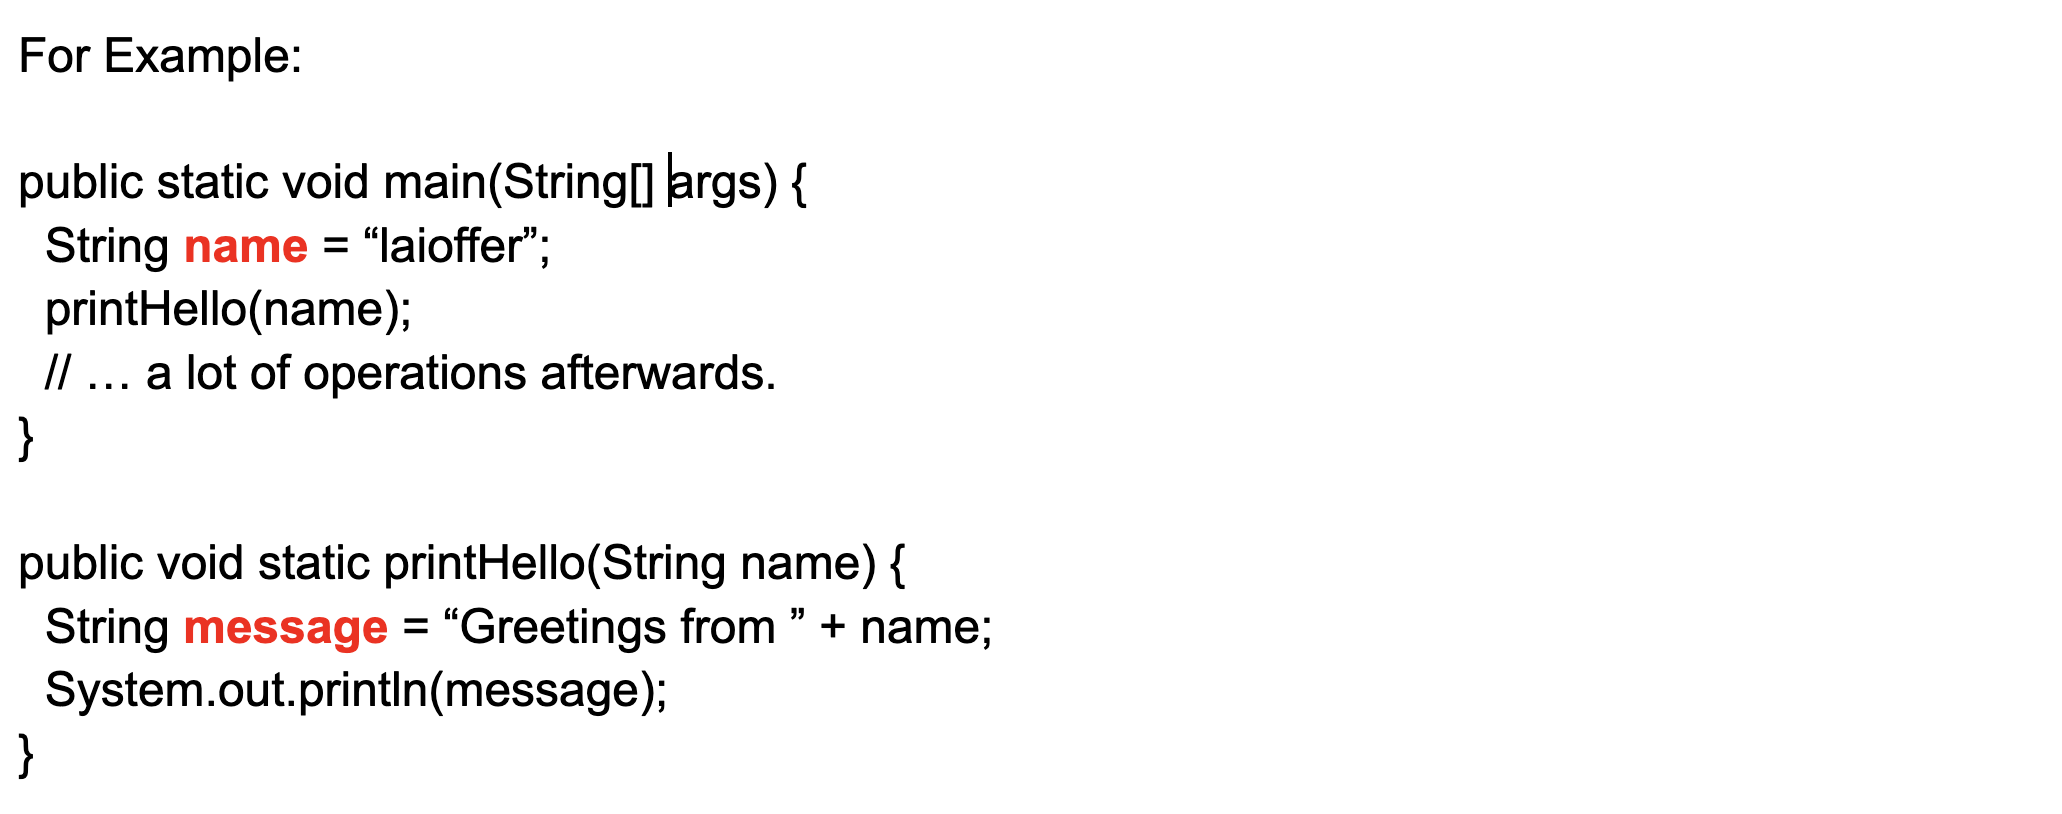 For Example:
public static void main(String[] args) {
String name = “laioffer”;
printHello(name);
// … a lot of operations afterwards.
}
public void static printHello(String name) {
String message = “Greetings from ” + name;
System.out.println(message);
}